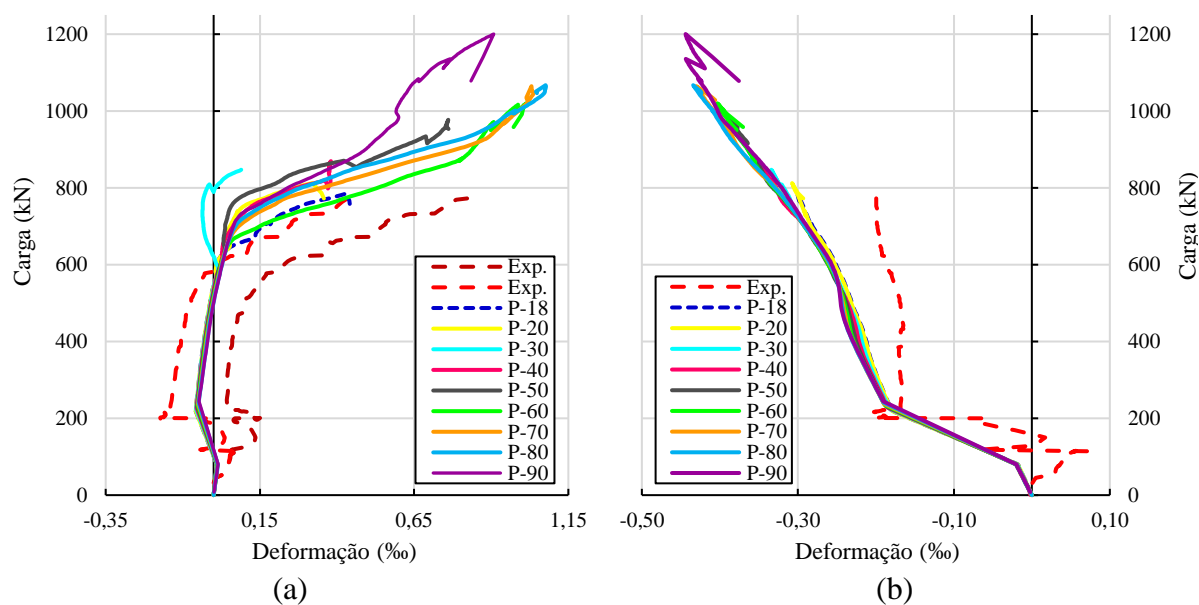 1200
1000
800
600
400
200
0
Carga (kN)
-0,35
0,15
0,65
1,15
Deformação (‰)
Exp.
Exp.
P-18
P-20
P-30
P-40
P-50
P-60
P-70
P-80
P-90
(a)
1200
1000
800
600
400
200
0
Carga (kN)
-0,50
-0,30
-0,10
0,10
Deformação (‰)
Exp.
P-18
P-20
P-30
P-40
P-50
P-60
P-70
P-80
P-90
(b)